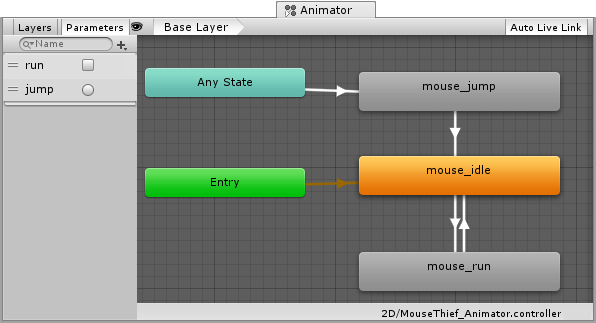 Animator
Layers Parameters Base Layer Auto Live Link
Name
run
jump
Any State
mouse_jump
Entry
mouse_idle
mouse_run
2D/MouseThief_Animator.controller